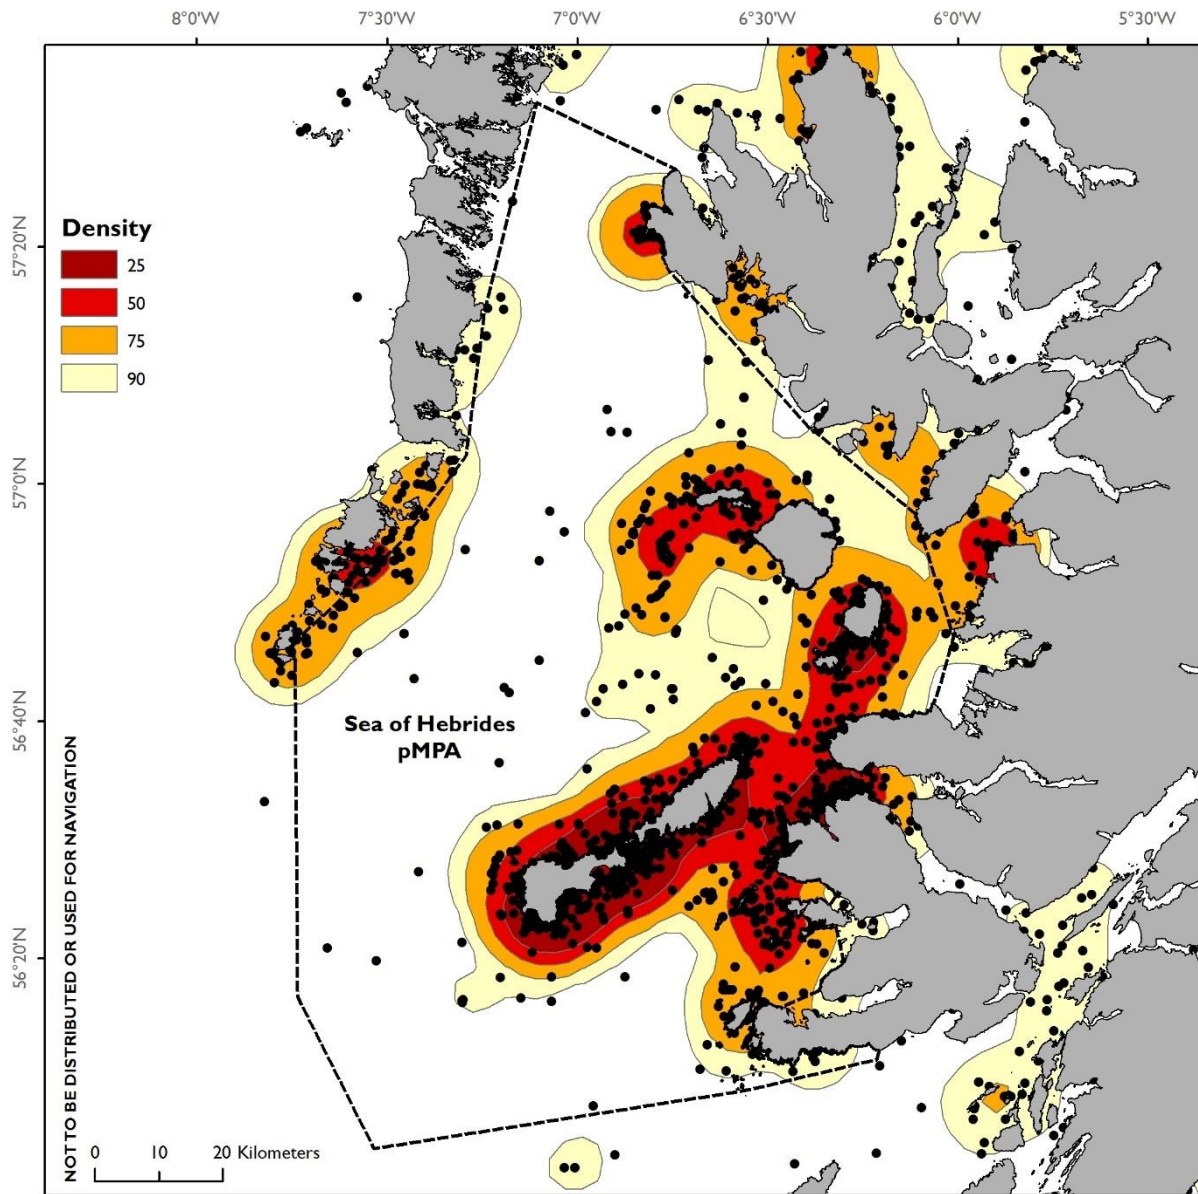 8°0'W 7°30'W 7°0'W 6°30'W 6°0'W 5°30'W
57°20'N
57°0'N
56°40'N
56°20'N
Density
25
50
75
90
Sea of Hebrides
pMPA
NOT TO BE DISTRIBUTED OR USED FOR NAVIGATION
0 10 20 Kilometers